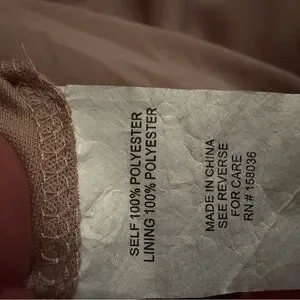 SELF 100% POLYESTER
LINING 100% POLYESTER
MADE IN CHINA
SEE REVERSE
FOR CARE
RN# 158036